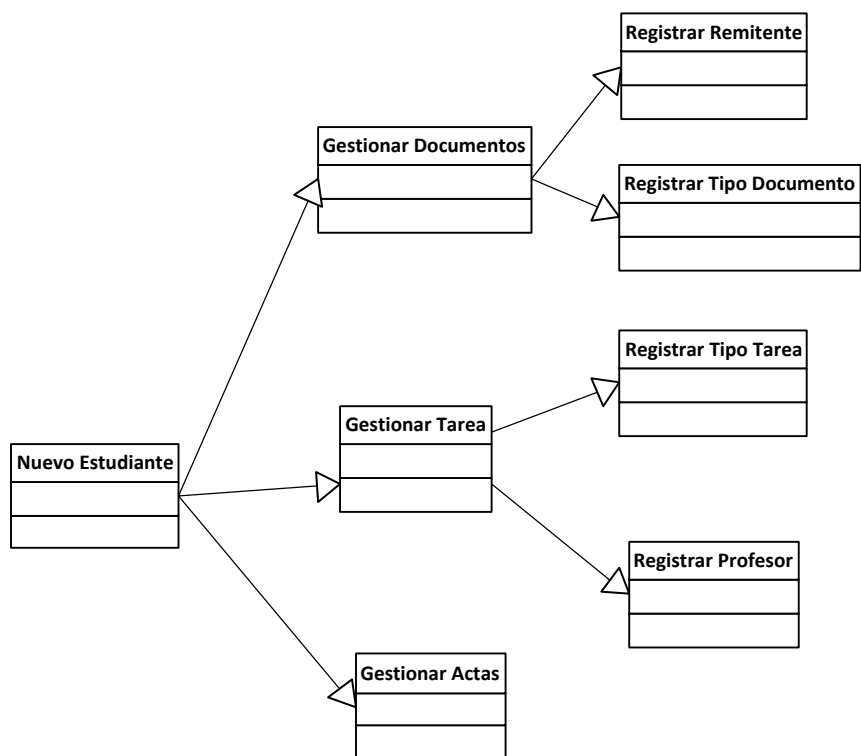 Registrar Remitente
Gestionar Documentos
Registrar Tipo Documento
Registrar Tipo Tarea
Gestionar Tarea
Nuevo Estudiante
Registrar Profesor
Gestionar Actas